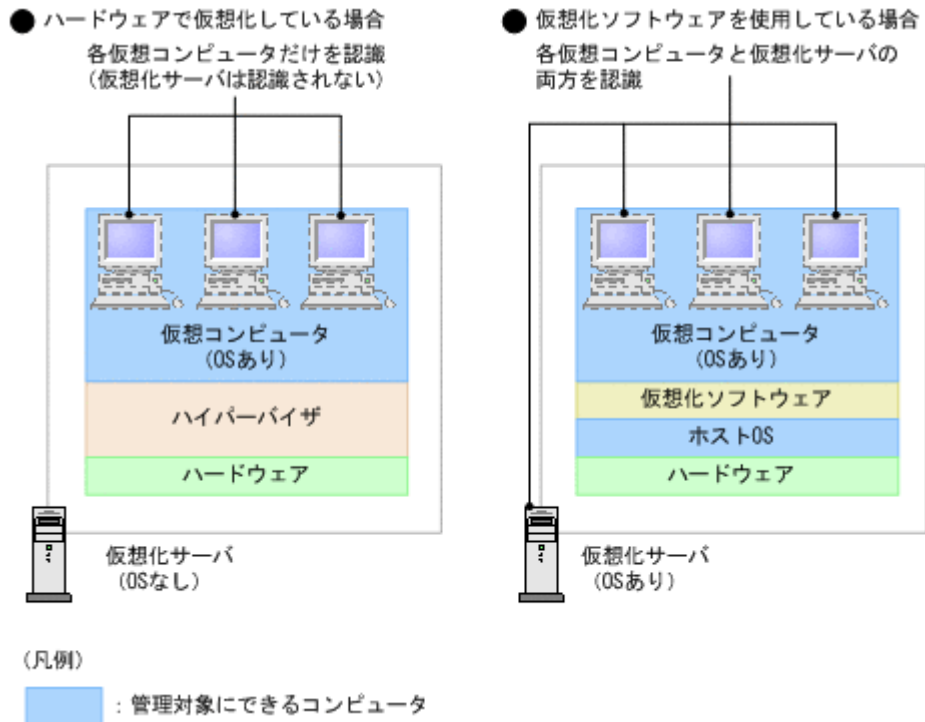 ● ハードウェアで仮想化している場合
各仮想コンピュータだけを認識
(仮想化サーバは認識されない)
仮想コンピュータ
(OSあり)
ハイパーバイザ
ハードウェア
仮想化サーバ
(OSなし)
● 仮想化ソフトウェアを使用している場合
各仮想コンピュータと仮想化サーバの
両方を認識
仮想コンピュータ
(OSあり)
仮想化ソフトウェア
ホストOS
ハードウェア
仮想化サーバ
(OSあり)
(凡例)
:管理対象にできるコンピュータ